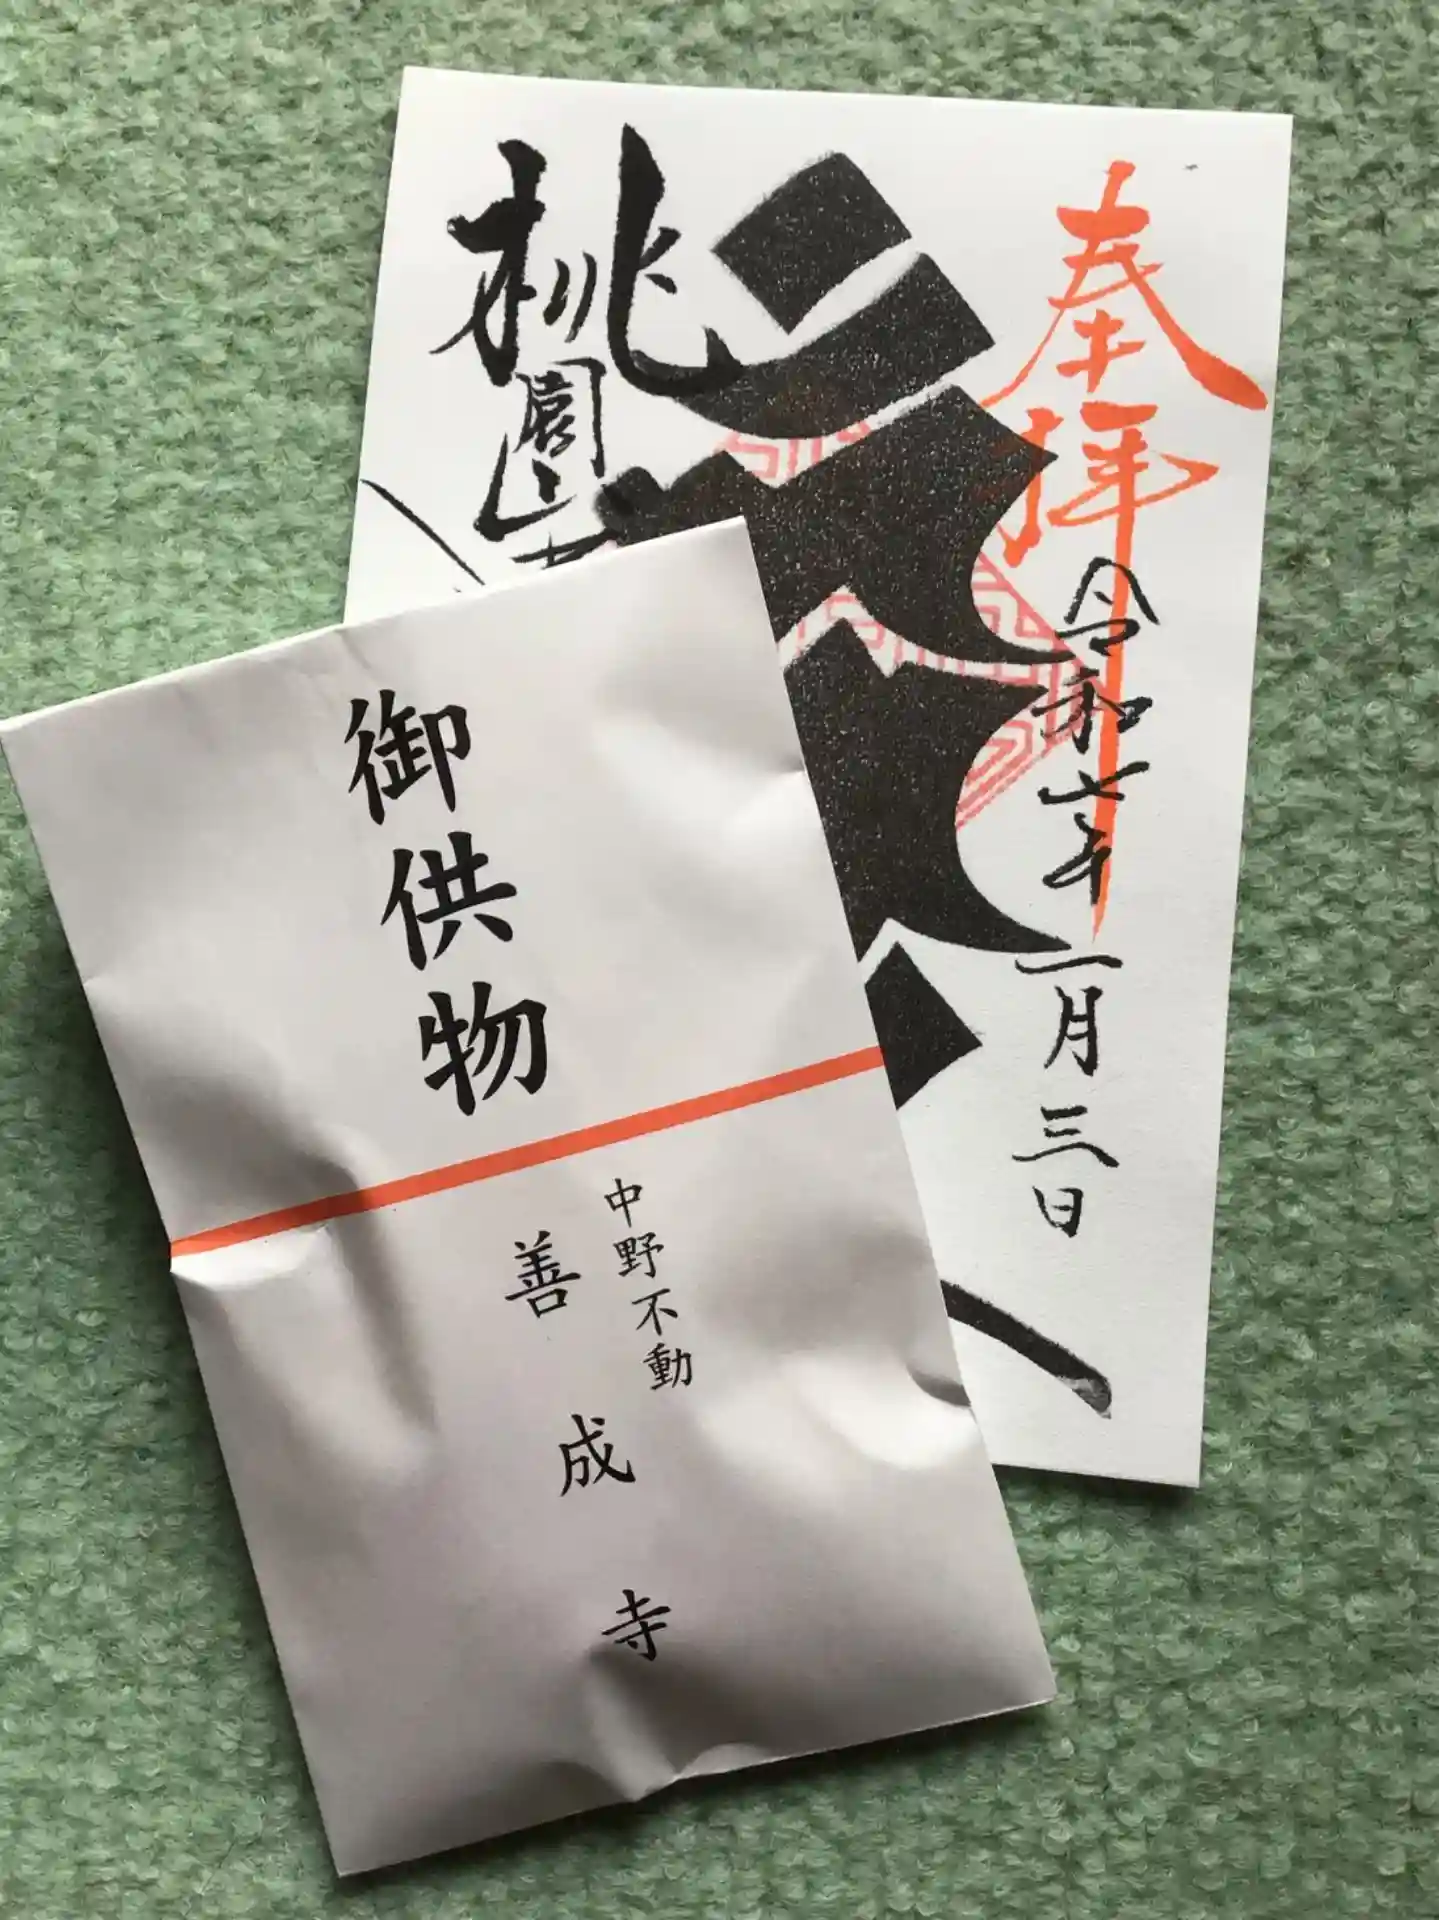 奉拝
令和七年一月三日
桃園
御供物
中野不動
善成寺